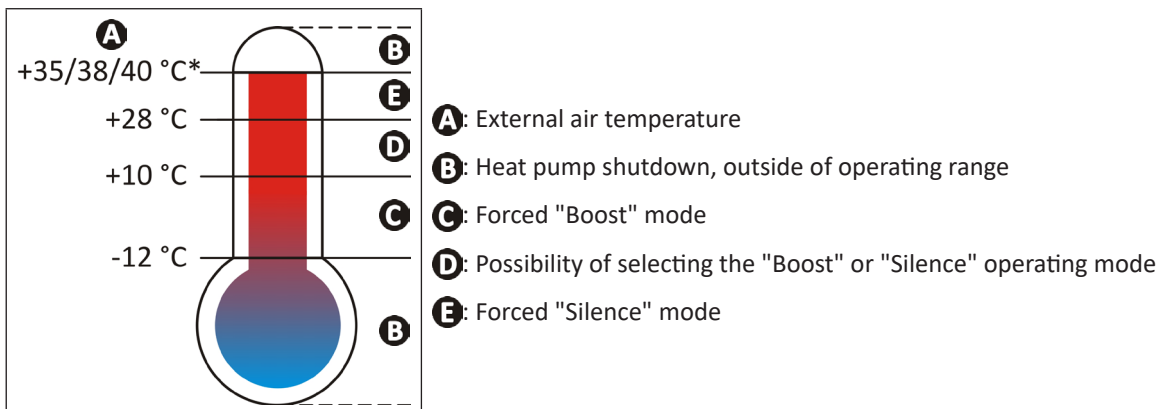 A
B
+35/38/40 °C*
E
+28 °C
D
+10 °C
C
-12 °C
B
A: External air temperature
B: Heat pump shutdown, outside of operating range
C: Forced "Boost" mode
D: Possibility of selecting the "Boost" or "Silence" operating mode
E: Forced "Silence" mode